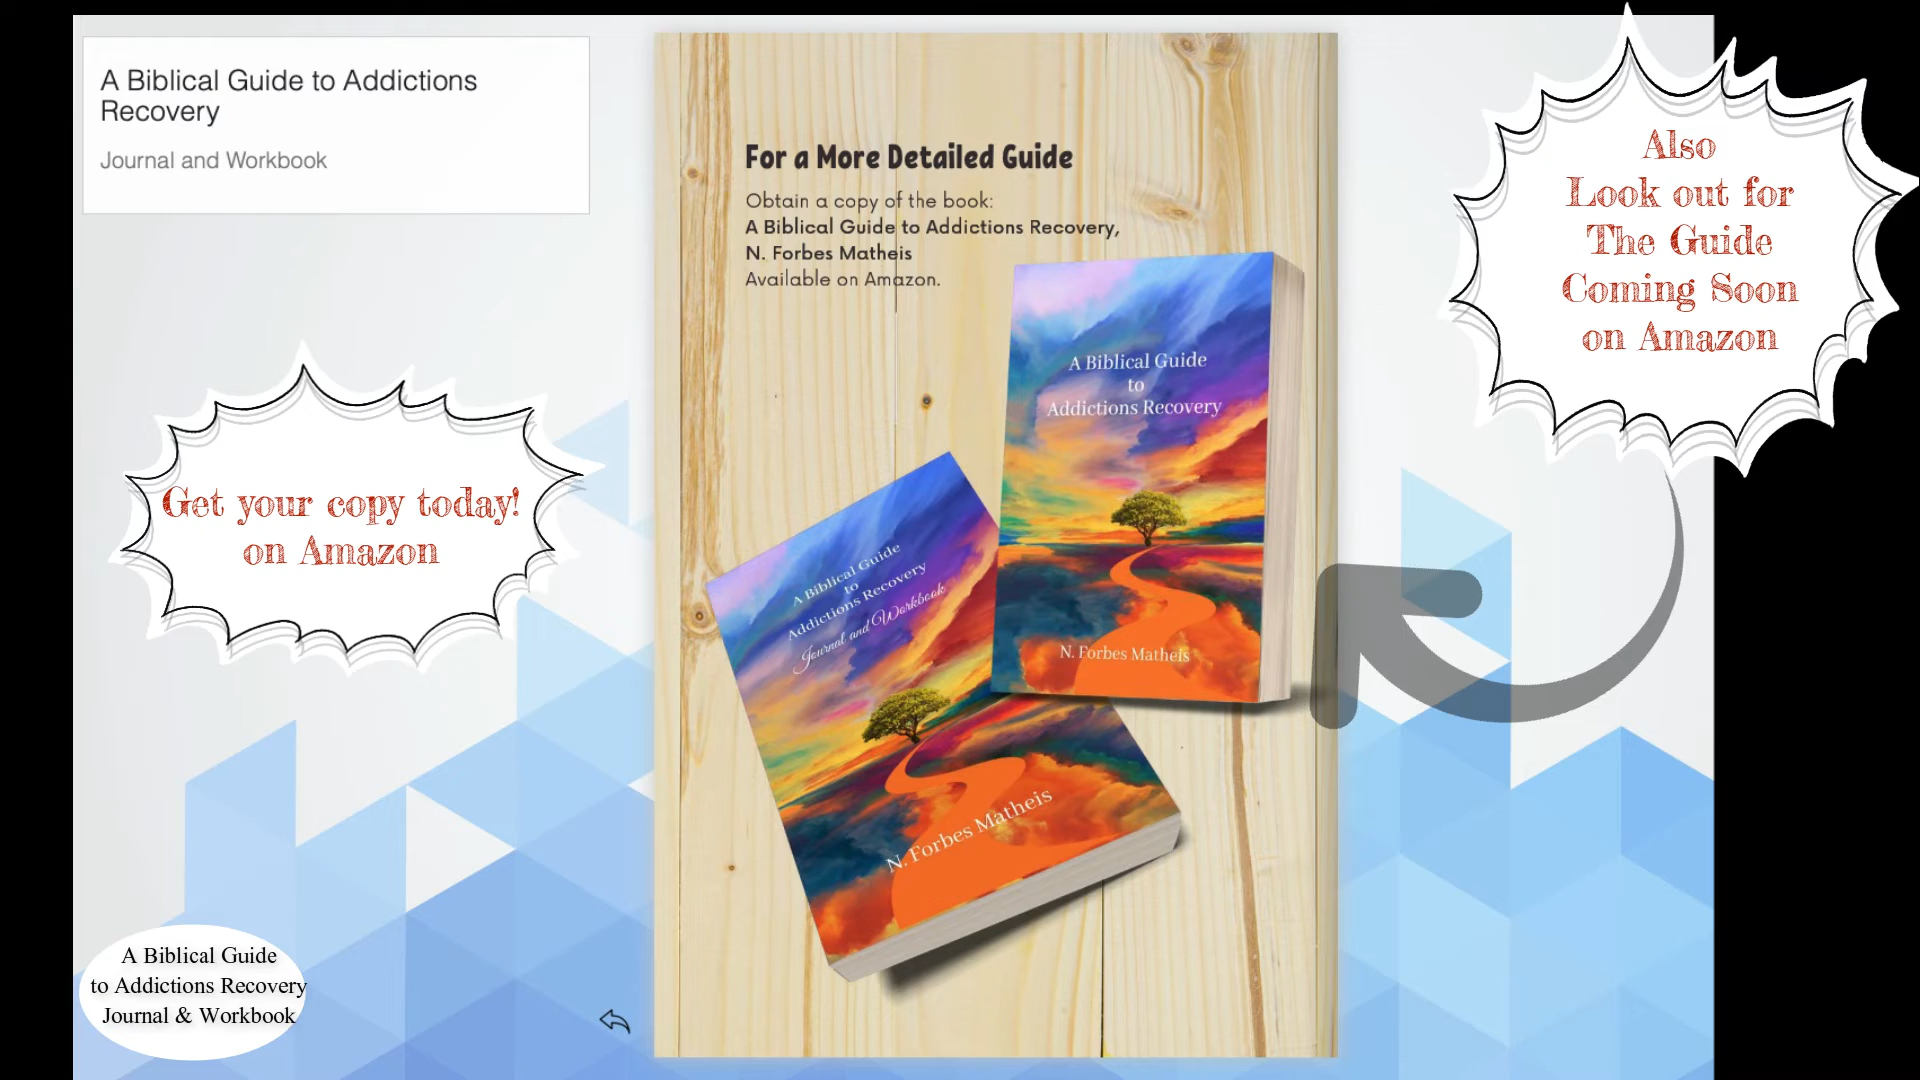 A Biblical Guide to Addictions
Recovery
Journal and Workbook
Get your copy today!
on Amazon
A Biblical Guide
to Addictions Recovery
Journal & Workbook
For a More Detailed Guide
Obtain a copy of the book:
A Biblical Guide to Addictions Recovery,
N. Forbes Matheis
Available on Amazon.
A Biblical Guide
to
Addictions Recovery
N. Forbes Matheis
A Biblical Guide
to
Addictions Recovery
Journal and Workbook
N. Forbes Matheis
Also
Look out for
The Guide
Coming Soon
on Amazon